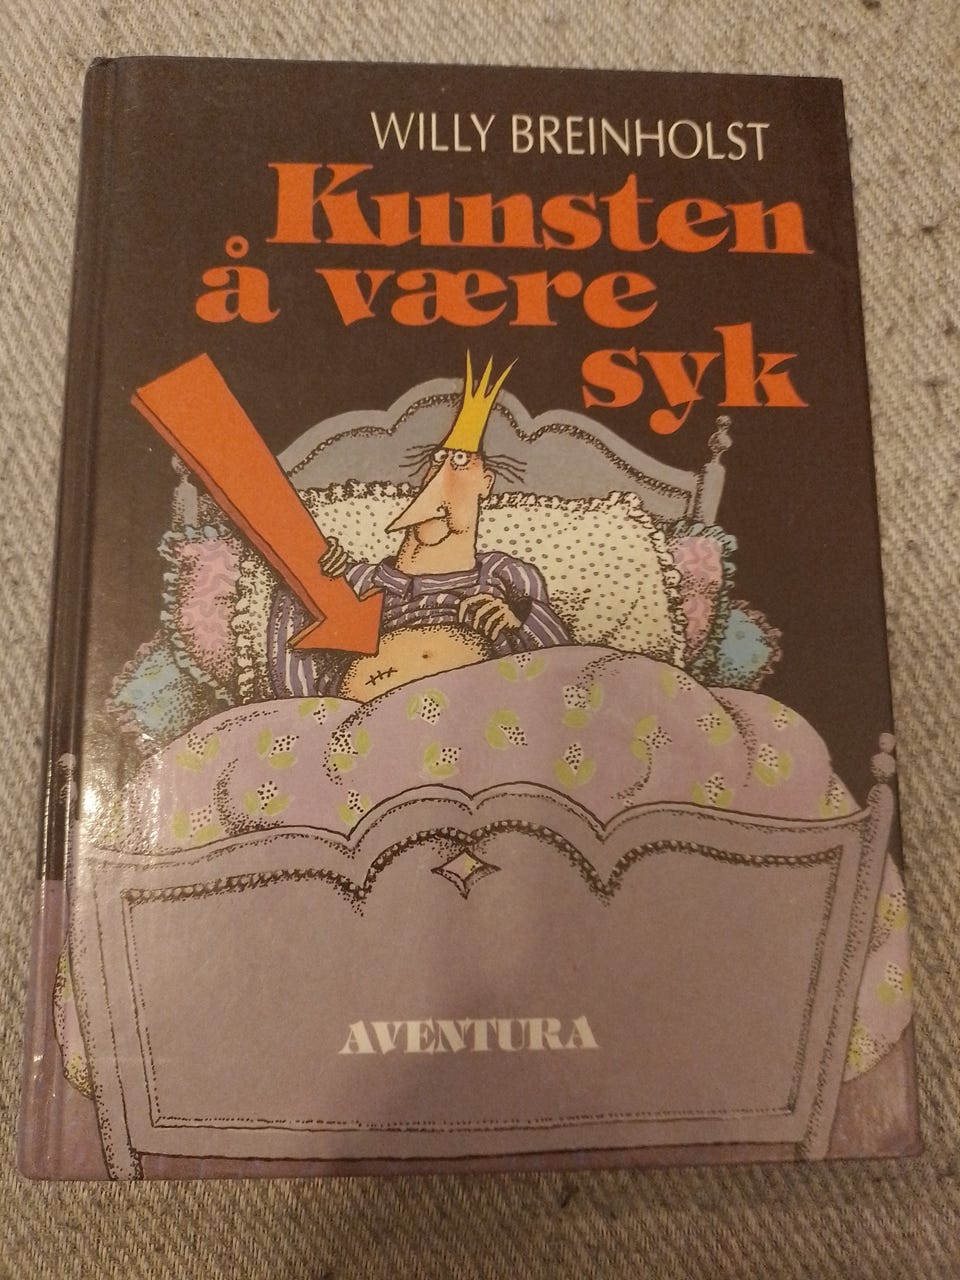 WILLY BREINHOLST
Kunsten
å være
syk
AVENTURA